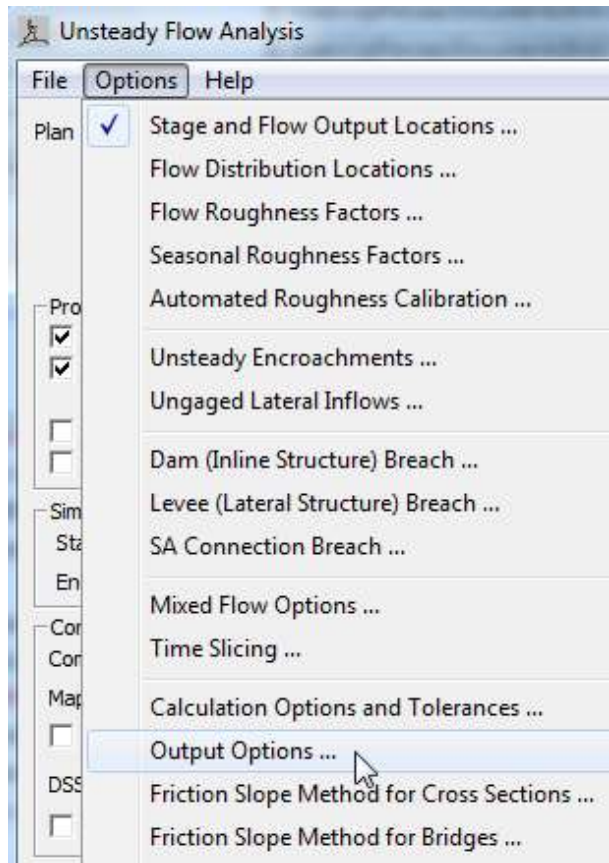 Unsteady Flow Analysis
File Options Help
Plan
Stage and Flow Output Locations ...
Flow Distribution Locations ...
Flow Roughness Factors ...
Seasonal Roughness Factors ...
Automated Roughness Calibration ...
Pro
Unsteady Encroachments ...
Ungaged Lateral Inflows ...
Dam (Inline Structure) Breach ...
Levee (Lateral Structure) Breach ...
Sim
Sta
SA Connection Breach ...
En
Mixed Flow Options ...
Cor
Cor
Time Slicing ...
Map
Calculation Options and Tolerances ...
Output Options ...
DSS
Friction Slope Method for Cross Sections ...
Friction Slope Method for Bridges ...